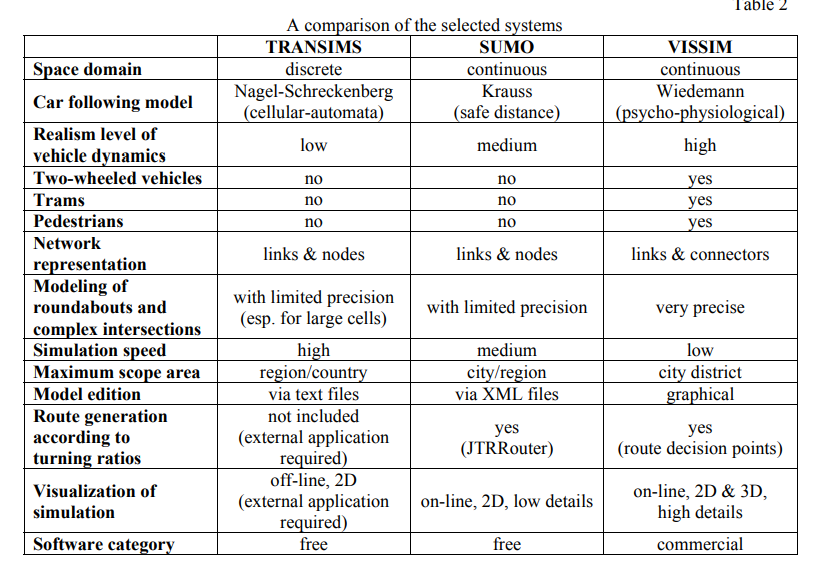 Table 2
A comparison of the selected systems
TRANSIMS SUMO VISSIM
Space domain discrete continuous continuous
Car following model Nagel-Schreckenberg (cellular-automata) Krauss (safe distance) Wiedemann (psycho-physiological)
Realism level of vehicle dynamics low medium high
Two-wheeled vehicles no no yes
Trams no no yes
Pedestrians no no yes
Network representation links & nodes links & nodes links & connectors
Modeling of roundabouts and complex intersections with limited precision (esp. for large cells) with limited precision very precise
Simulation speed high medium low
Maximum scope area region/country city/region city district
Model edition via text files via XML files graphical
Route generation according to turning ratios not included (external application required) yes (JTRRouter) yes (route decision points)
Visualization of simulation off-line, 2D (external application required) on-line, 2D, low details on-line, 2D & 3D, high details
Software category free free commercial